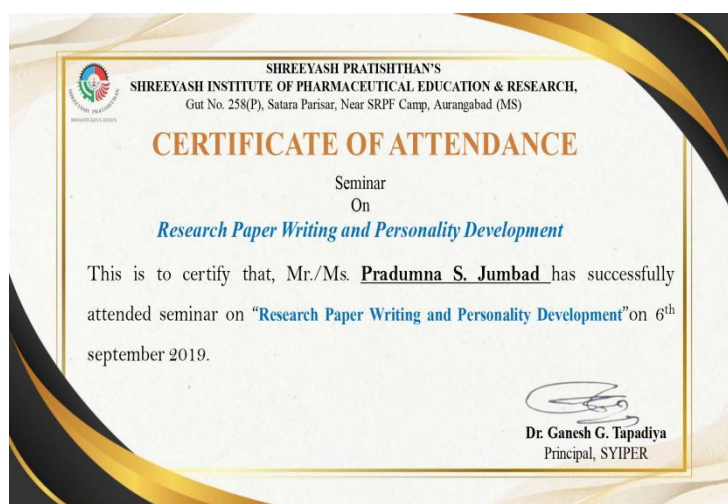 SHREEYASH PRATISHTHAN'S
SHREEYASH INSTITUTE OF PHARMACEUTICAL EDUCATION & RESEARCH,
Gut No. 258(P), Satara Parisar, Near SRPF Camp, Aurangabad (MS)
SHREEYASH PRATISHTHAN
CERTIFICATE OF ATTENDANCE
Seminar
On
Research Paper Writing and Personality Development
This is to certify that, Mr./Ms. Pradumna S. Jumbad has successfully
attended seminar on “Research Paper Writing and Personality Development”on 6th
september 2019.
Dr. Ganesh G. Tapadiya
Principal, SYIPER